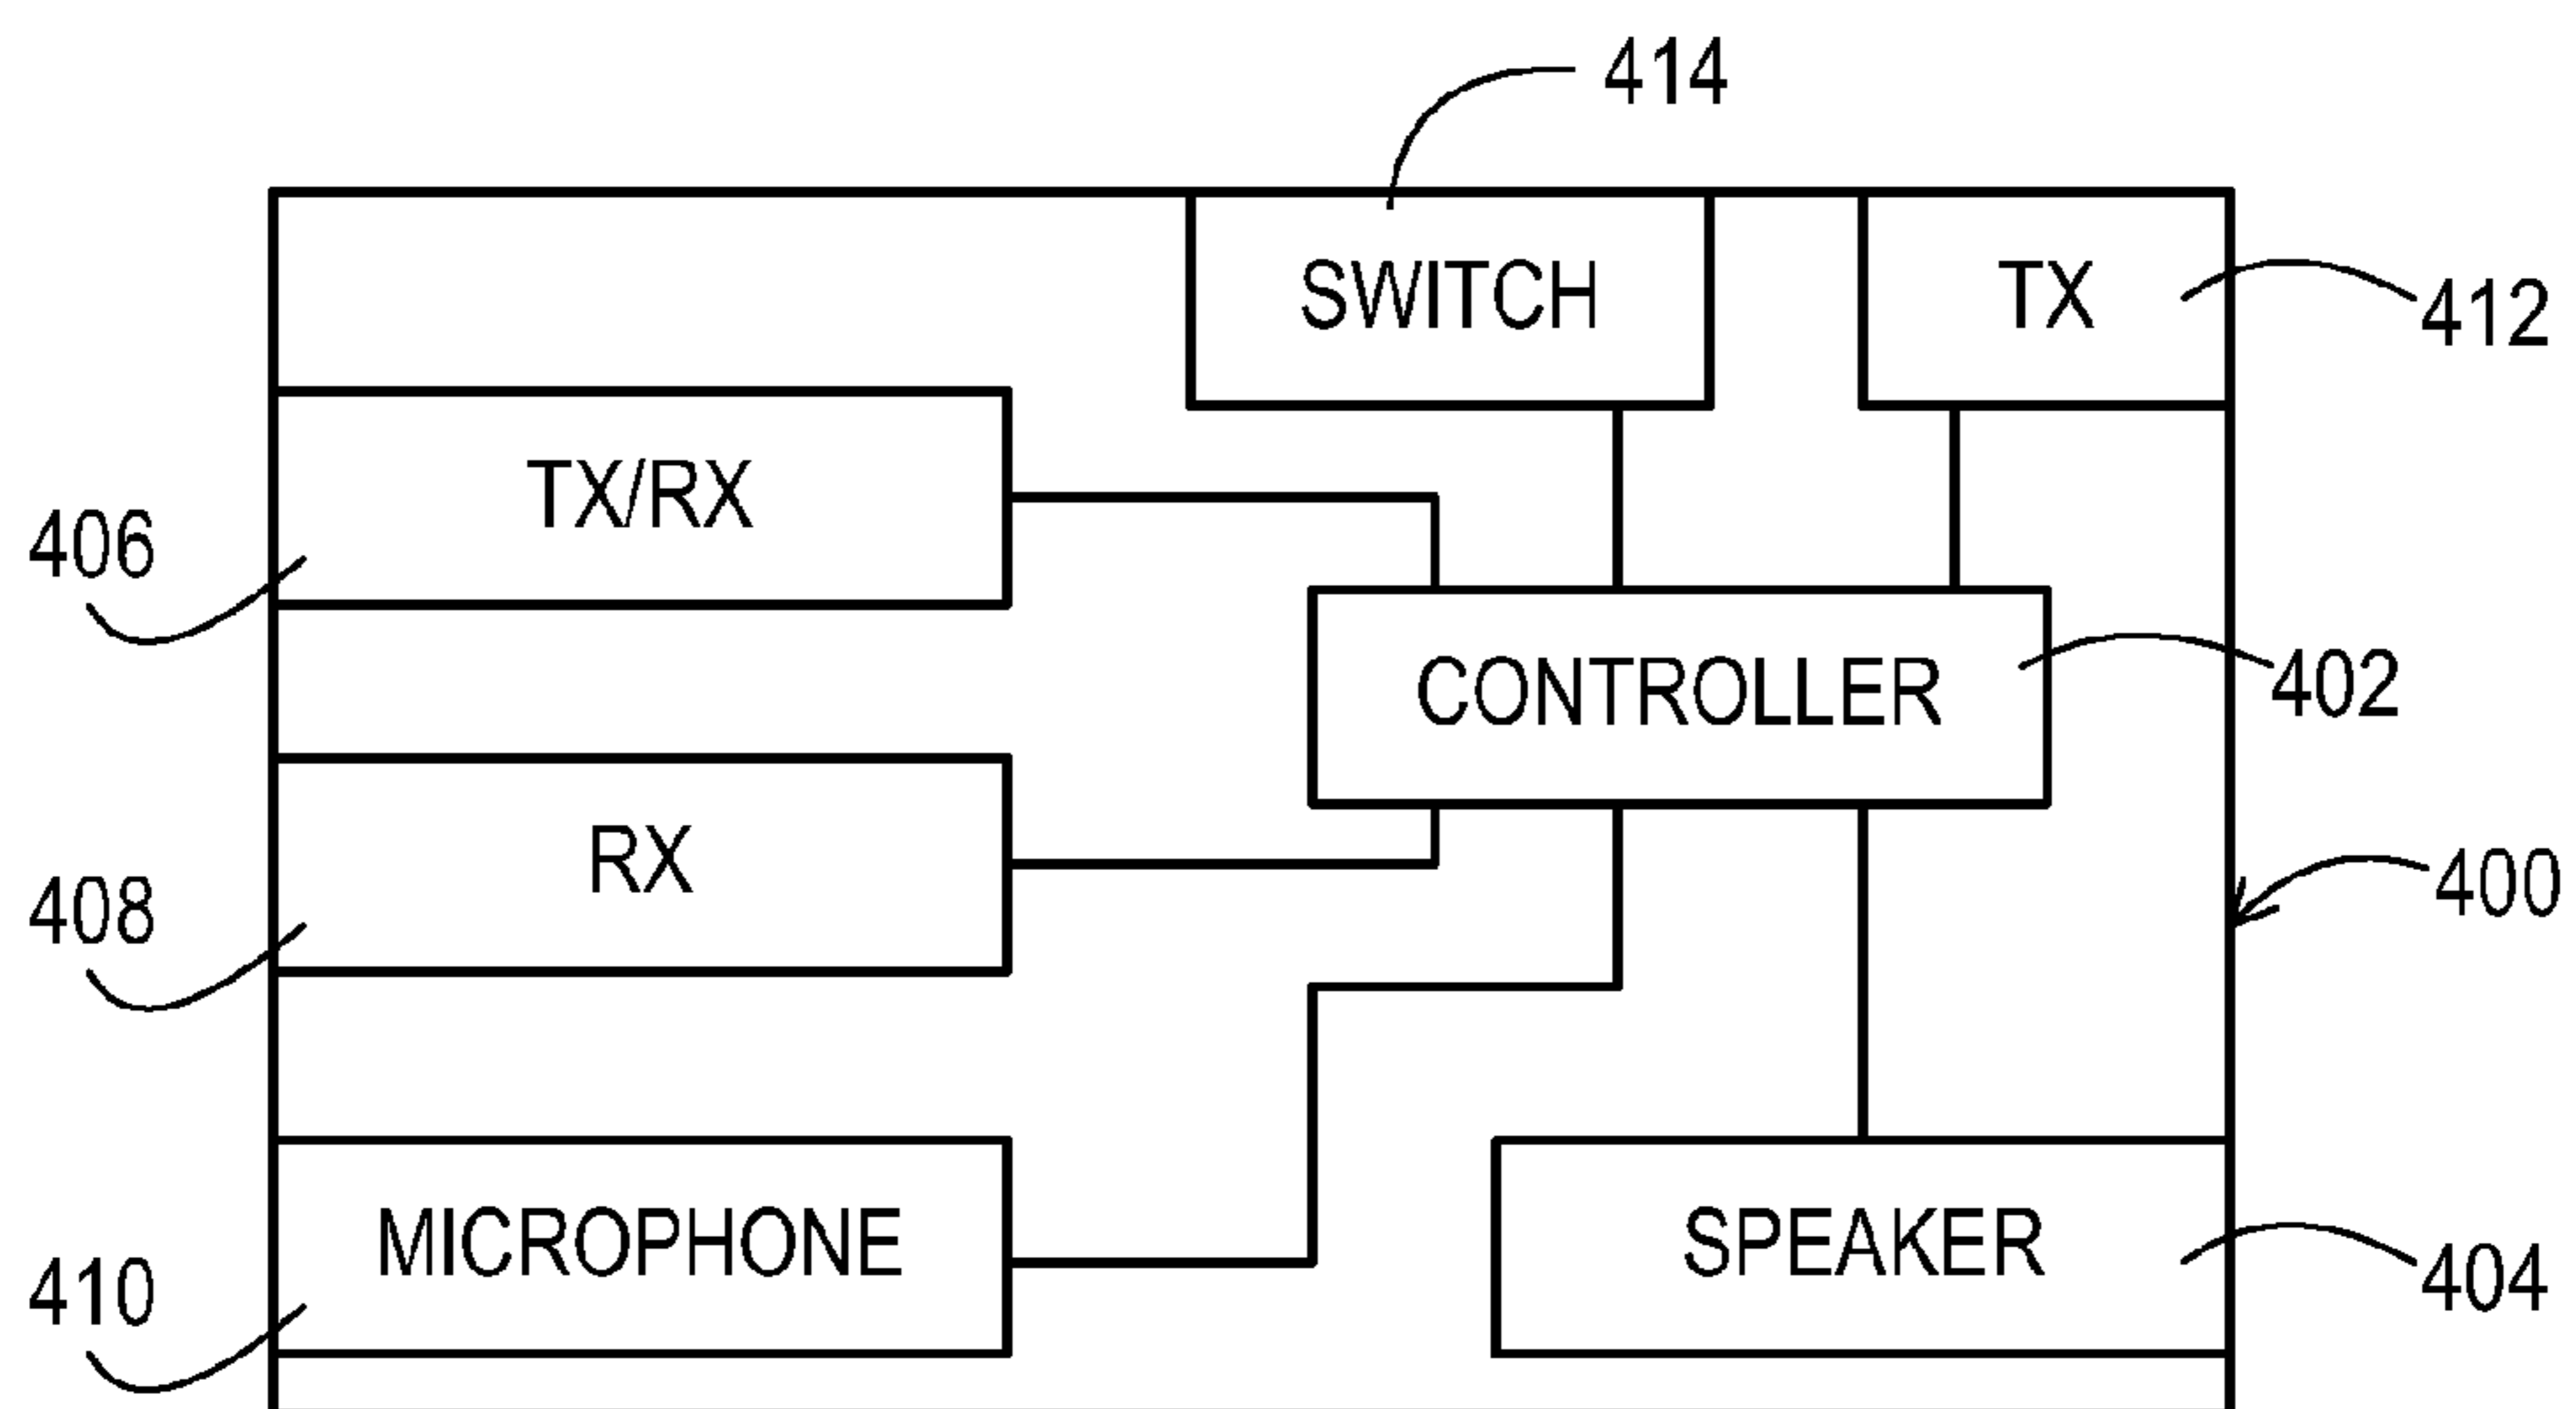 414
SWITCH
TX
412
TX/RX
406
CONTROLLER
402
RX
408
400
MICROPHONE
SPEAKER
410
404